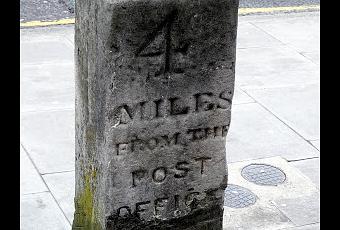 4
MILES
FROM THE
POST
OFFICE